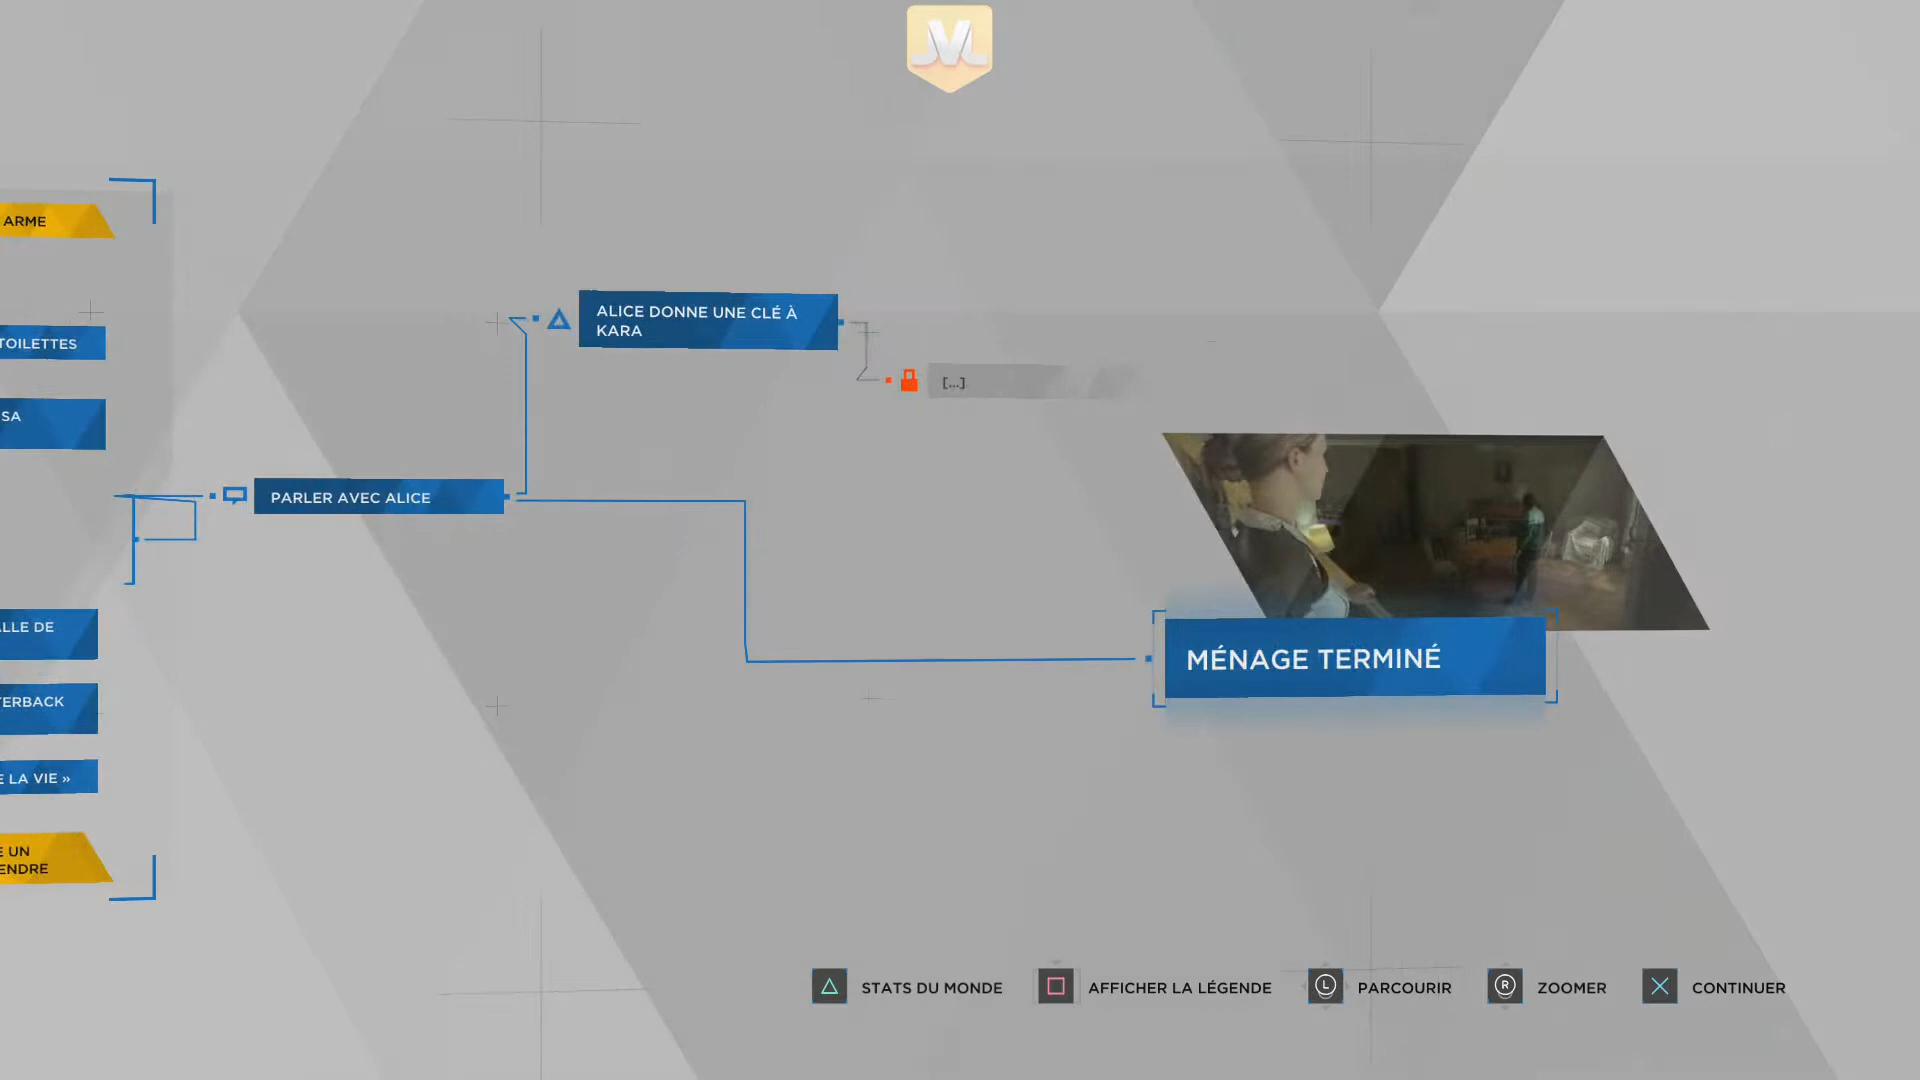 JVL
ARME
TOILETTES
SA
ALICE DONNE UNE CLÉ À
KARA
[...]
PARLER AVEC ALICE
ALLE DE
TERBACK
E LA VIE »
E UN
ENDRE
MÉNAGE TERMINÉ
STATS DU MONDE
AFFICHER LA LÉGENDE
L
PARCOURIR
R
ZOOMER
CONTINUER